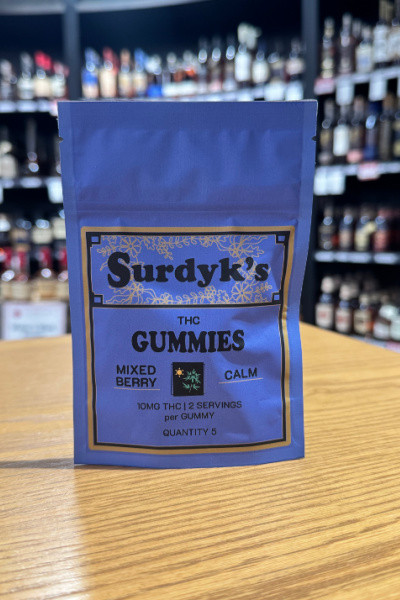 Surdyk's
THC
GUMMIES
MIXED
BERRY
CALM
10MG THC | 2 SERVINGS
per GUMMY
QUANTITY 5